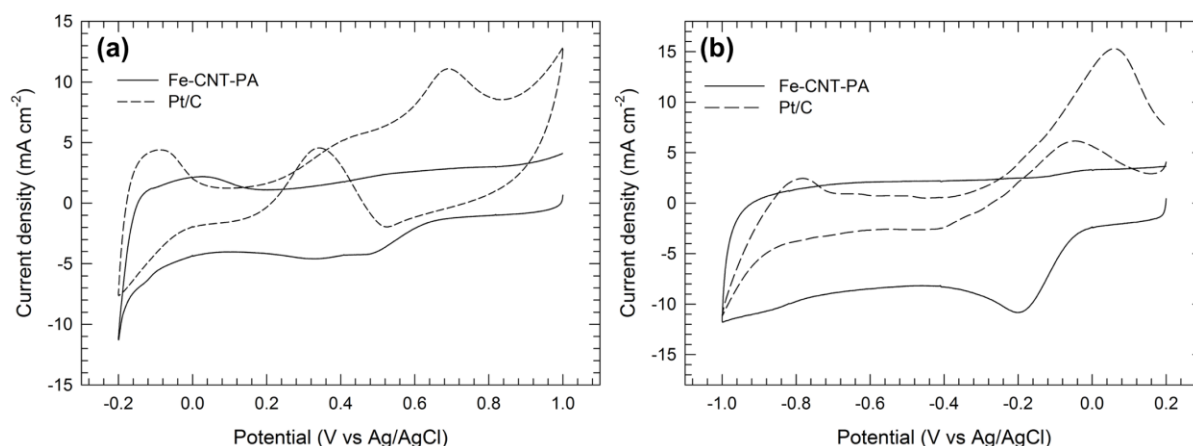 (a)
Fe-CNT-PA
Pt/C
Current density (mA cm-2)
15
10
5
0
-5
-10
-15
-0.2 0.0 0.2 0.4 0.6 0.8 1.0
Potential (V vs Ag/AgCl)
(b)
Fe-CNT-PA
Pt/C
Current density (mA cm-2)
15
10
5
0
-5
-10
-15
-1.0 -0.8 -0.6 -0.4 -0.2 0.0 0.2
Potential (V vs Ag/AgCl)